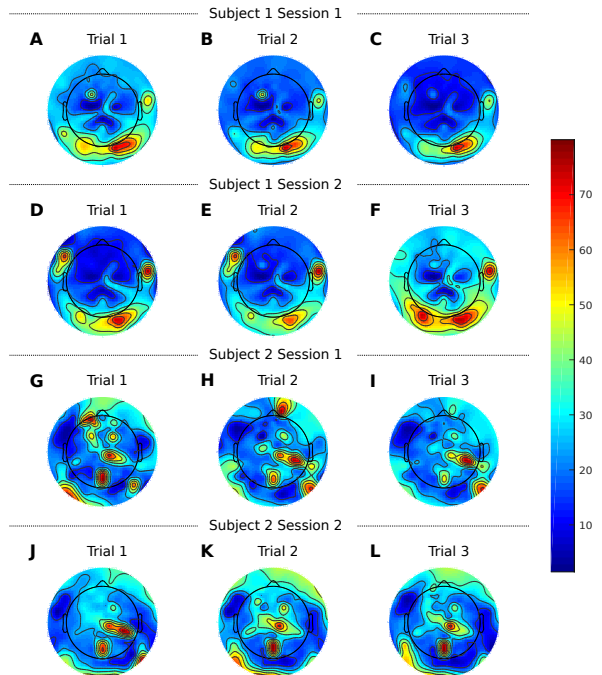 Subject 1 Session 1
A Trial 1 B Trial 2 C Trial 3
Subject 1 Session 2
D Trial 1 E Trial 2 F Trial 3
Subject 2 Session 1
G Trial 1 H Trial 2 I Trial 3
Subject 2 Session 2
J Trial 1 K Trial 2 L Trial 3
70
60
50
40
30
20
10